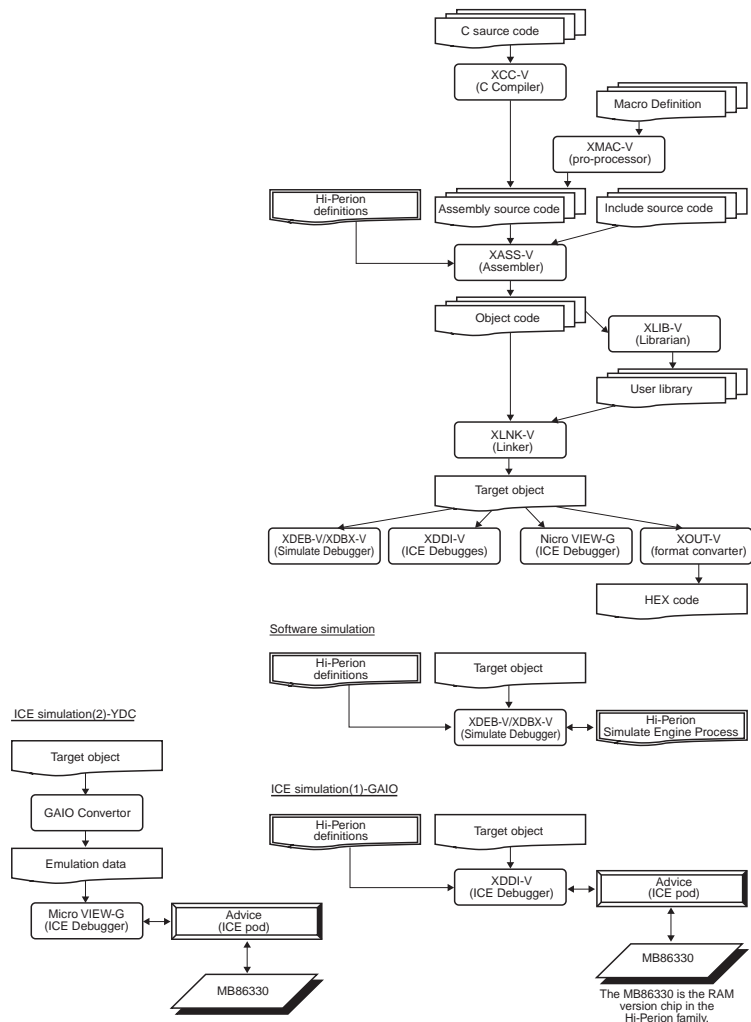 C saurce code
XCC-V
(C Compiler)
Macro Definition
XMAC-V
(pro-processor)
Hi-Perion
definitions
Assembly source code
Include source code
XASS-V
(Assembler)
Object code
XLIB-V
(Librarian)
User library
XLNK-V
(Linker)
Target object
XDEB-V/XDBX-V
(Simulate Debugger)
XDDI-V
(ICE Debugges)
Nicro VIEW-G
(ICE Debugger)
XOUT-V
(format converter)
HEX code
Software simulation
Hi-Perion
definitions
Target object
XDEB-V/XDBX-V
(Simulate Debugger)
Hi-Perion
Simulate Engine Process
ICE simulation(2)-YDC
Target object
GAIO Convertor
Emulation data
Micro VIEW-G
(ICE Debugger)
Advice
(ICE pod)
MB86330
ICE simulation(1)-GAIO
Hi-Perion
definitions
Target object
XDDI-V
(ICE Debugger)
Advice
(ICE pod)
MB86330
The MB86330 is the RAM
version chip in the
Hi-Perion family.